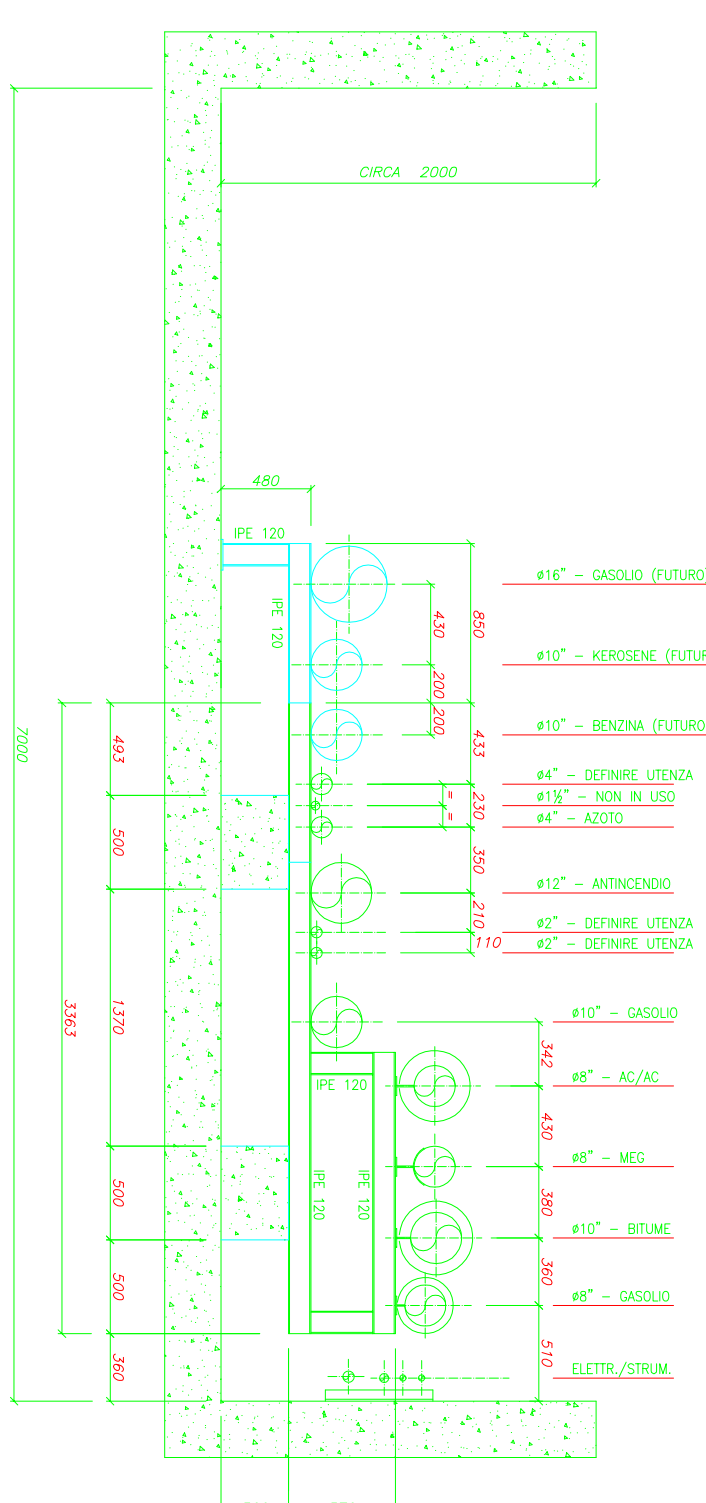 CIRCA 2000
7000
480
IPE 120
IPE 120
ø16" – GASOLIO (FUTURO)
430
850
ø10" – KEROSENE (FUTUR
200
200
ø10" – BENZINA (FUTURO
433
493
ø4" – DEFINIRE UTENZA
ø1½" – NON IN USO
ø4" – AZOTO
=
=
230
500
350
ø12" – ANTINCENDIO
210
ø2" – DEFINIRE UTENZA
ø2" – DEFINIRE UTENZA
110
3363
1370
ø10" – GASOLIO
342
ø8" – AC/AC
IPE 120
430
ø8" – MEG
IPE 120
IPE 120
500
380
ø10" – BITUME
360
ø8" – GASOLIO
500
510
360
ELETTR./STRUM.